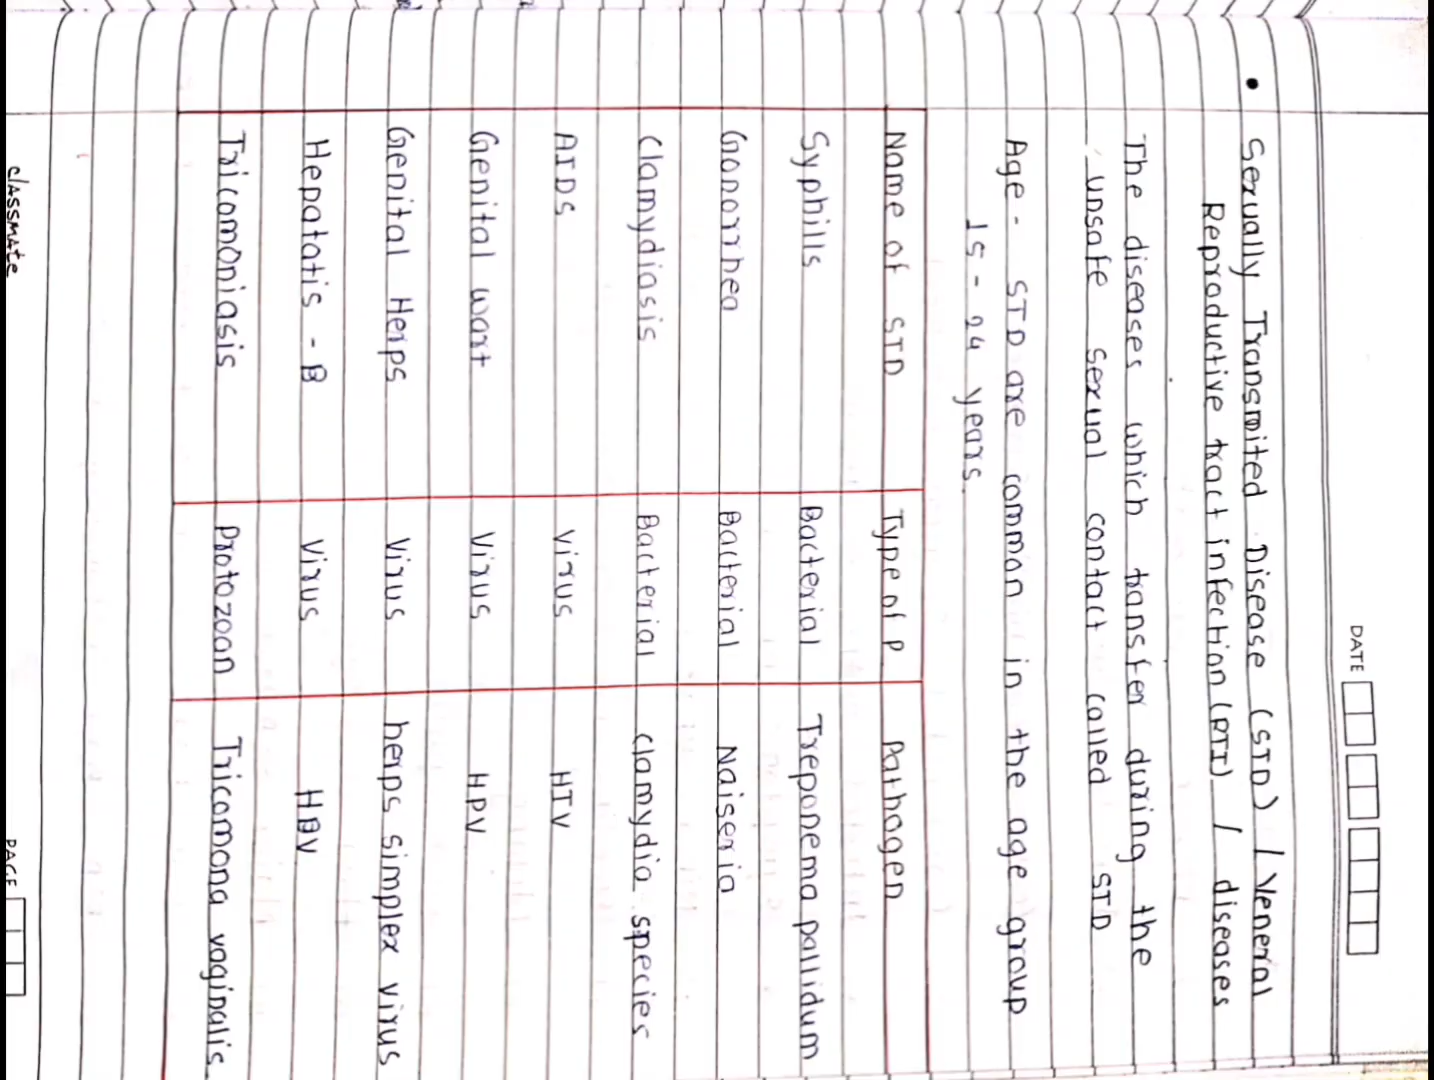 DATE
• Sexually Transmited Disease (STD) / Veneral
Reproductive tract infection (RTI) / diseases
The diseases which transfer during the
unsafe sexual contact called STD
Age - STD are common in the age group
15 - 24 years.
Name of STD Type of P Pathogen
Syphills Bacterial Treponema pallidum
Gonorrhea Bacterial Naiseria
Clamydiasis Bacterial clamydia species
AIDS Virus HIV
Genital wart Virus HPV
Genital Herps Virus herps simplex virus
Hepatatis - B Virus HBV
Tricomoniasis Protozoan Tricomona vaginalis
classmate PAGE